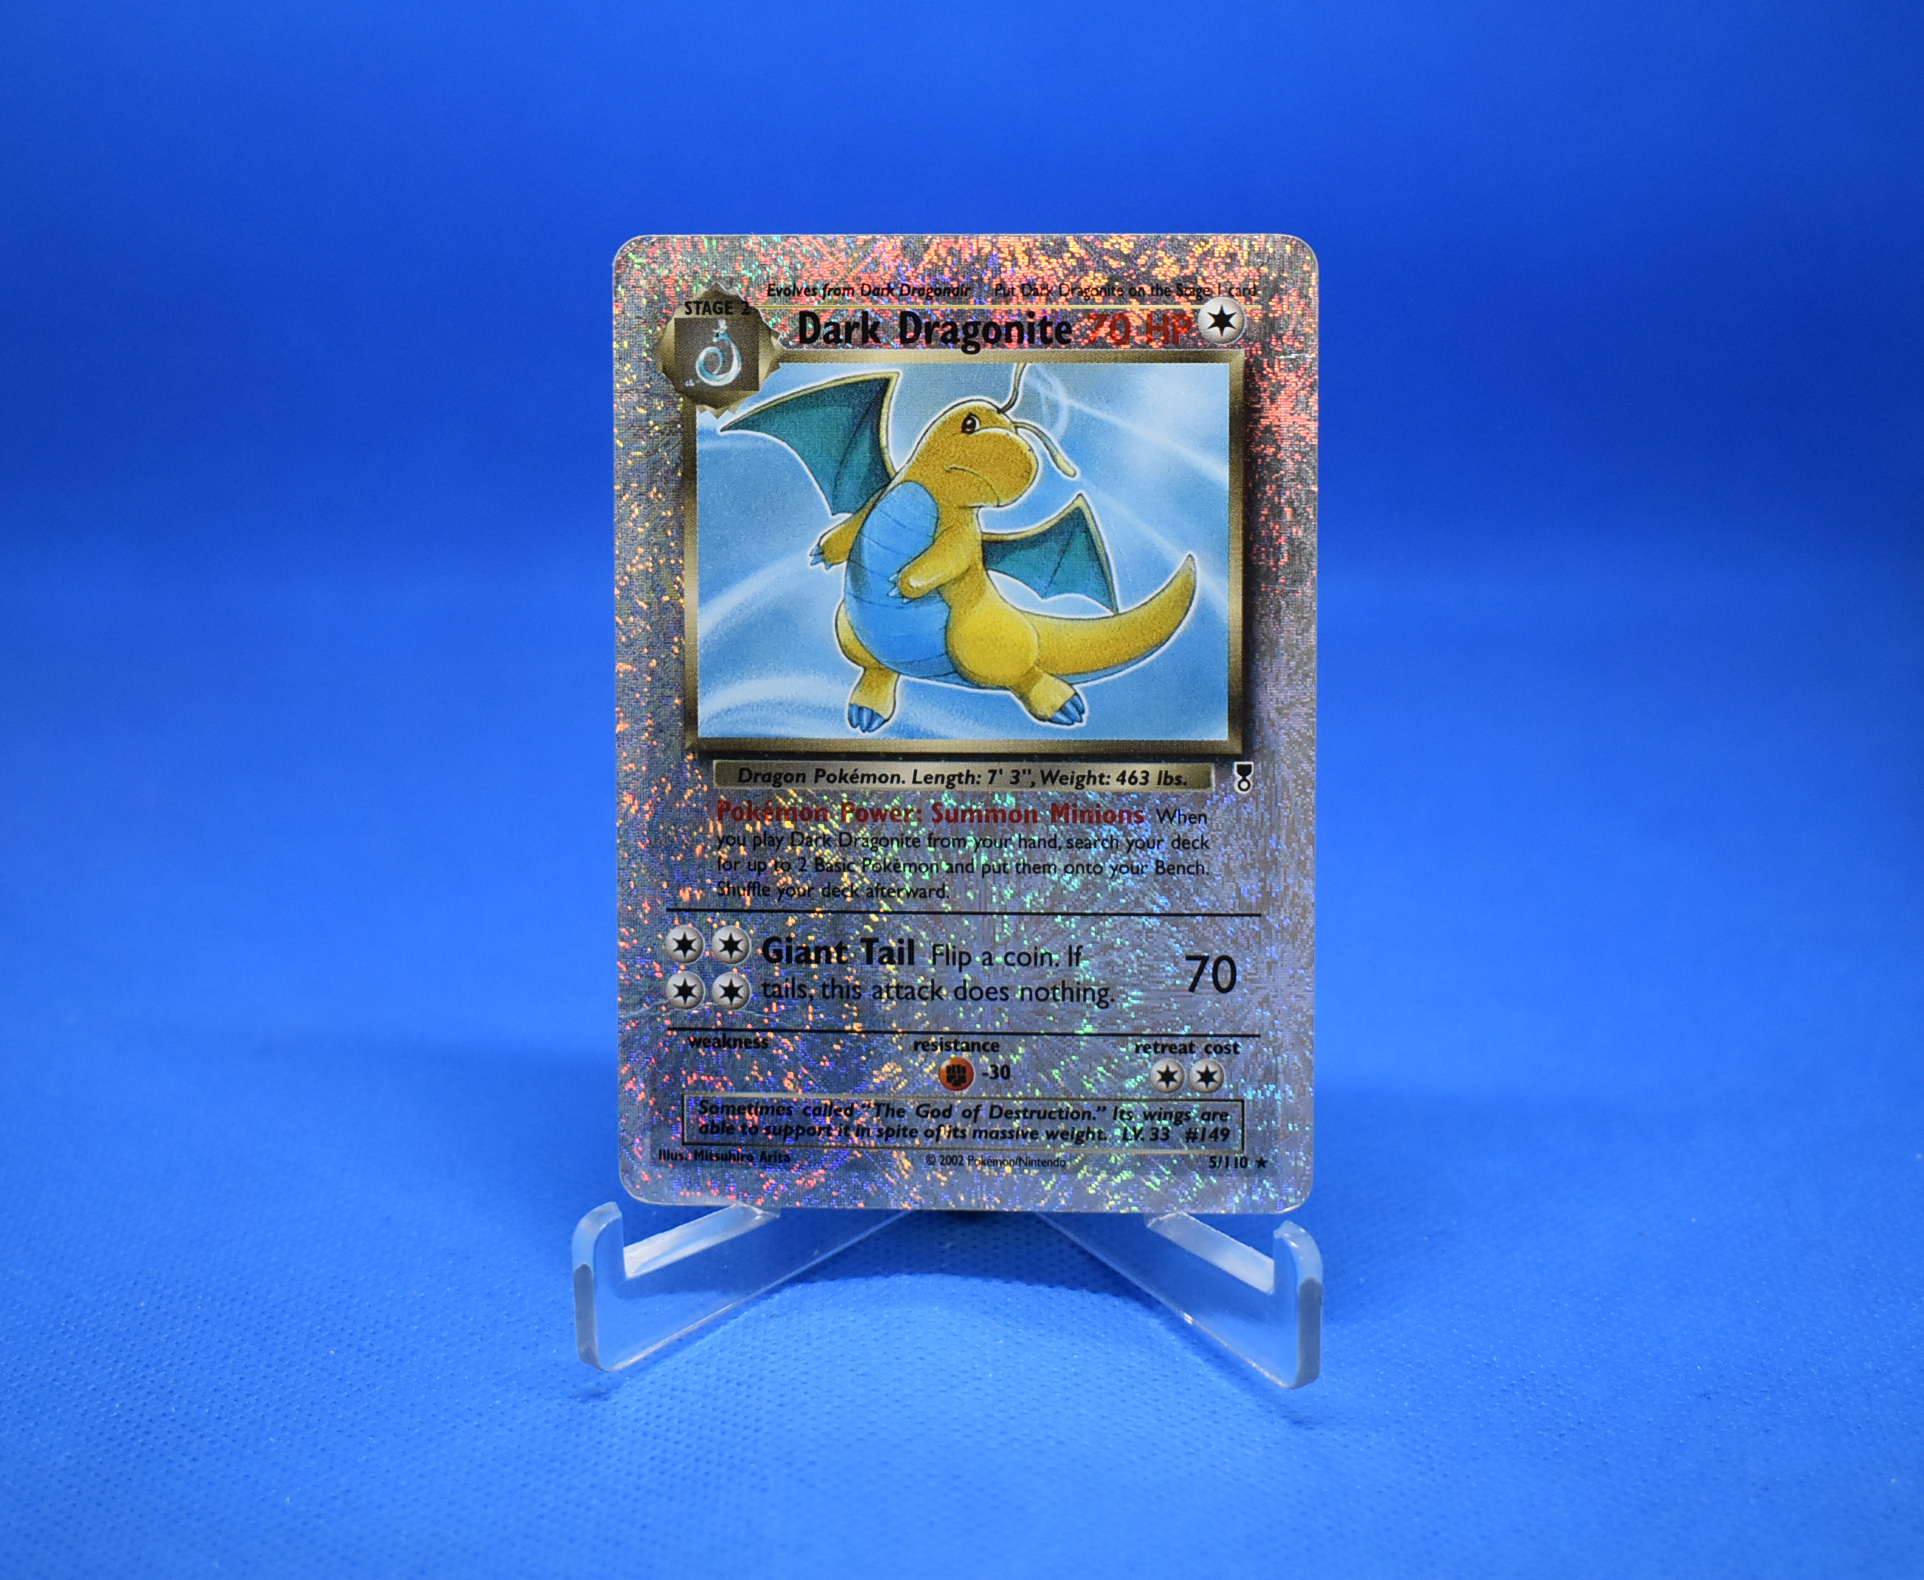 Evolves from Dark Dragonair Put Dark Dragonite on the Stage 1 card
STAGE 2
Dark Dragonite 70 HP
Dragon Pokémon. Length: 7' 3", Weight: 463 lbs.
Pokémon Power: Summon Minions When
you play Dark Dragonite from your hand, search your deck
for up to 2 Basic Pokémon and put them onto your Bench.
Shuffle your deck afterward.
Giant Tail Flip a coin. If
tails, this attack does nothing.
70
weakness resistance retreat cost
-30
Sometimes called "The God of Destruction." Its wings are
able to support it in spite of its massive weight. LV. 33 #149
Illus. Mitsuhiro Arita © 2002 Pokémon/Nintendo 5/110 ★